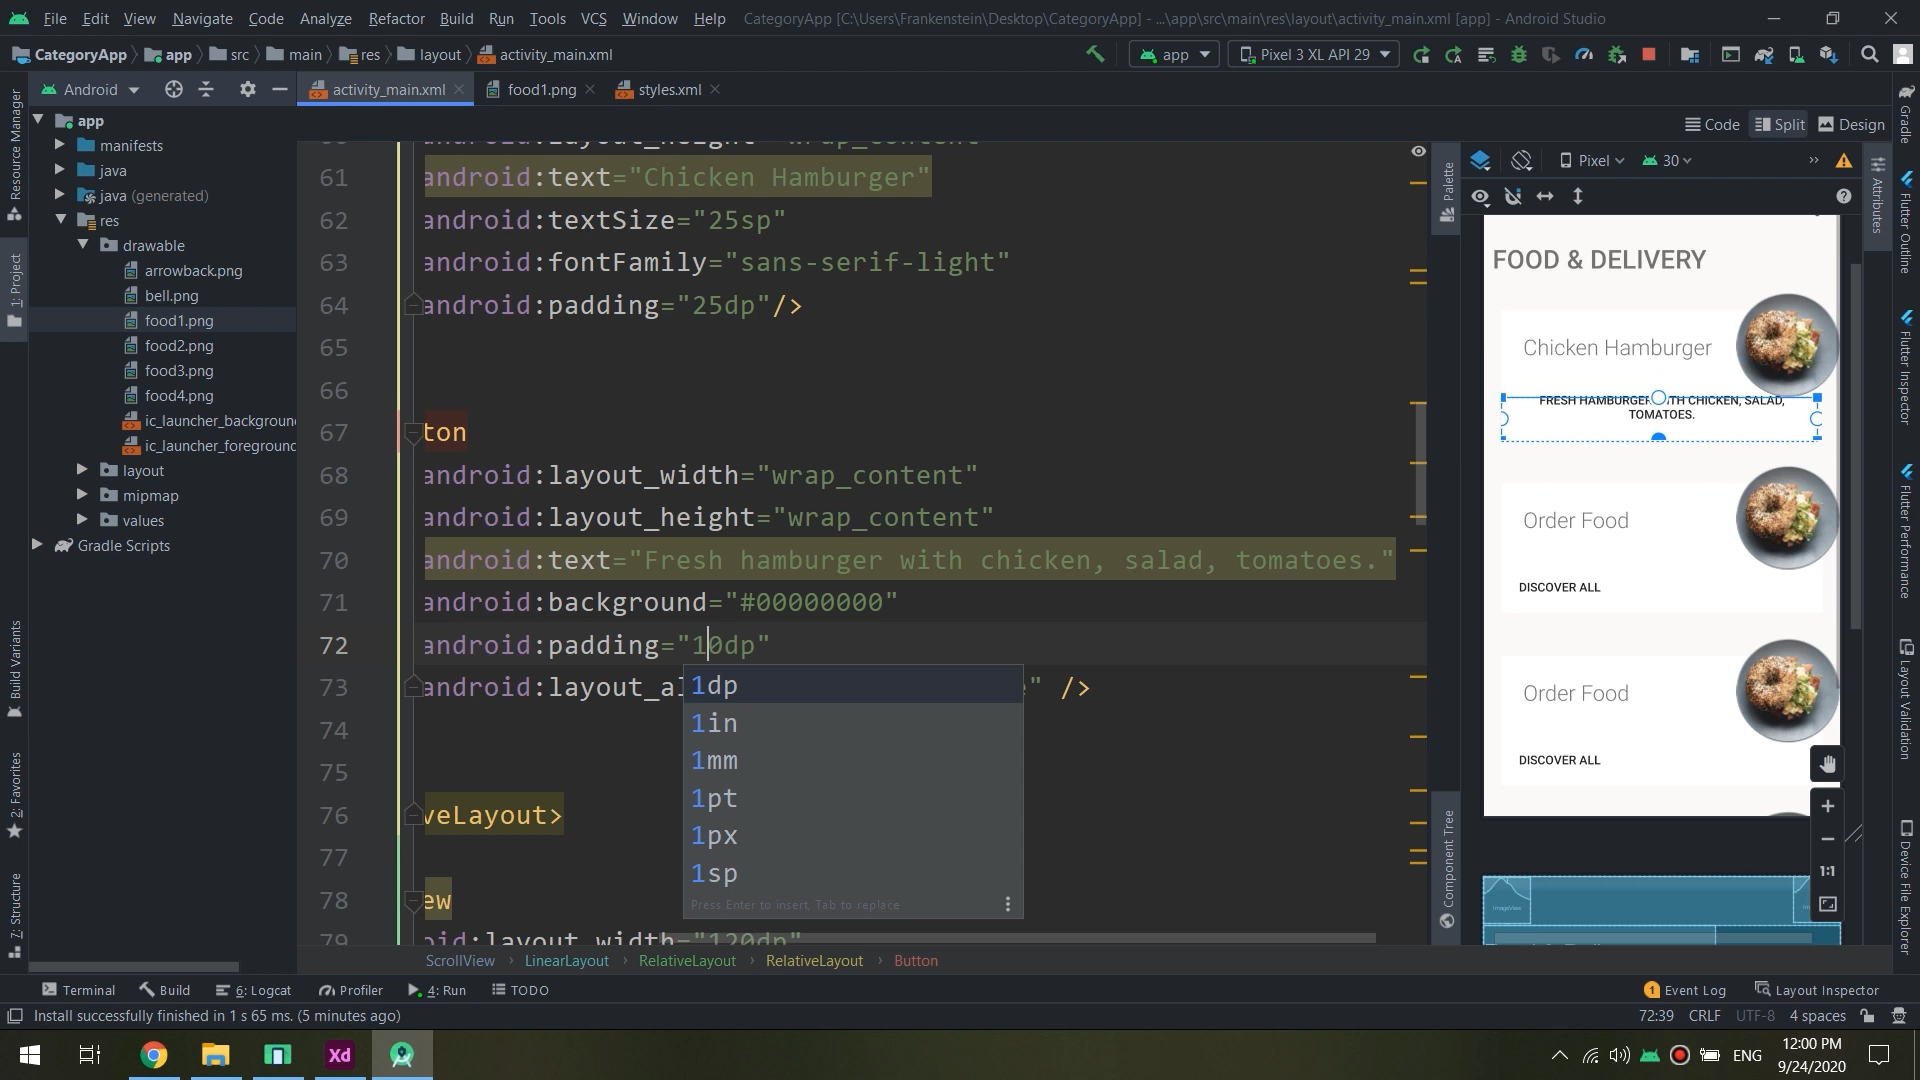 File Edit View Navigate Code Analyze Refactor Build Run Tools VCS Window Help CategoryApp [C:\Users\Frankenstein\Desktop\CategoryApp] - ...\app\src\main\res\layout\activity_main.xml [app] - Android Studio
CategoryApp app src main res layout activity_main.xml app Pixel 3 XL API 29
Android activity_main.xml food1.png styles.xml
Code Split Design
Resource Manager
1: Project
Build Variants
2: Favorites
7: Structure
app
manifests
java
java (generated)
res
drawable
arrowback.png
bell.png
food1.png
food2.png
food3.png
food4.png
ic_launcher_background
ic_launcher_foreground
layout
mipmap
values
Gradle Scripts
61 android:text="Chicken Hamburger"
62 android:textSize="25sp"
63 android:fontFamily="sans-serif-light"
64 android:padding="25dp"/>
65
66
67 ton
68 android:layout_width="wrap_content"
69 android:layout_height="wrap_content"
70 android:text="Fresh hamburger with chicken, salad, tomatoes."
71 android:background="#00000000"
72 android:padding="10dp"
73 android:layout_al " />
74
75
76 veLayout>
77
78 ew
79 oid:layout_width="120dp"
1dp
1in
1mm
1pt
1px
1sp
Press Enter to insert, Tab to replace
ScrollView LinearLayout RelativeLayout RelativeLayout Button
Palette
Component Tree
Pixel 30
FOOD & DELIVERY
Chicken Hamburger
FRESH HAMBURGER WITH CHICKEN, SALAD,
TOMATOES.
Order Food
DISCOVER ALL
Order Food
DISCOVER ALL
1:1
ImageView
Attributes
Gradle
Flutter Outline
Flutter Inspector
Flutter Performance
Layout Validation
Device File Explorer
Terminal Build 6: Logcat Profiler 4: Run TODO 1 Event Log Layout Inspector
Install successfully finished in 1 s 65 ms. (5 minutes ago) 72:39 CRLF UTF-8 4 spaces
Xd ENG 12:00 PM
9/24/2020